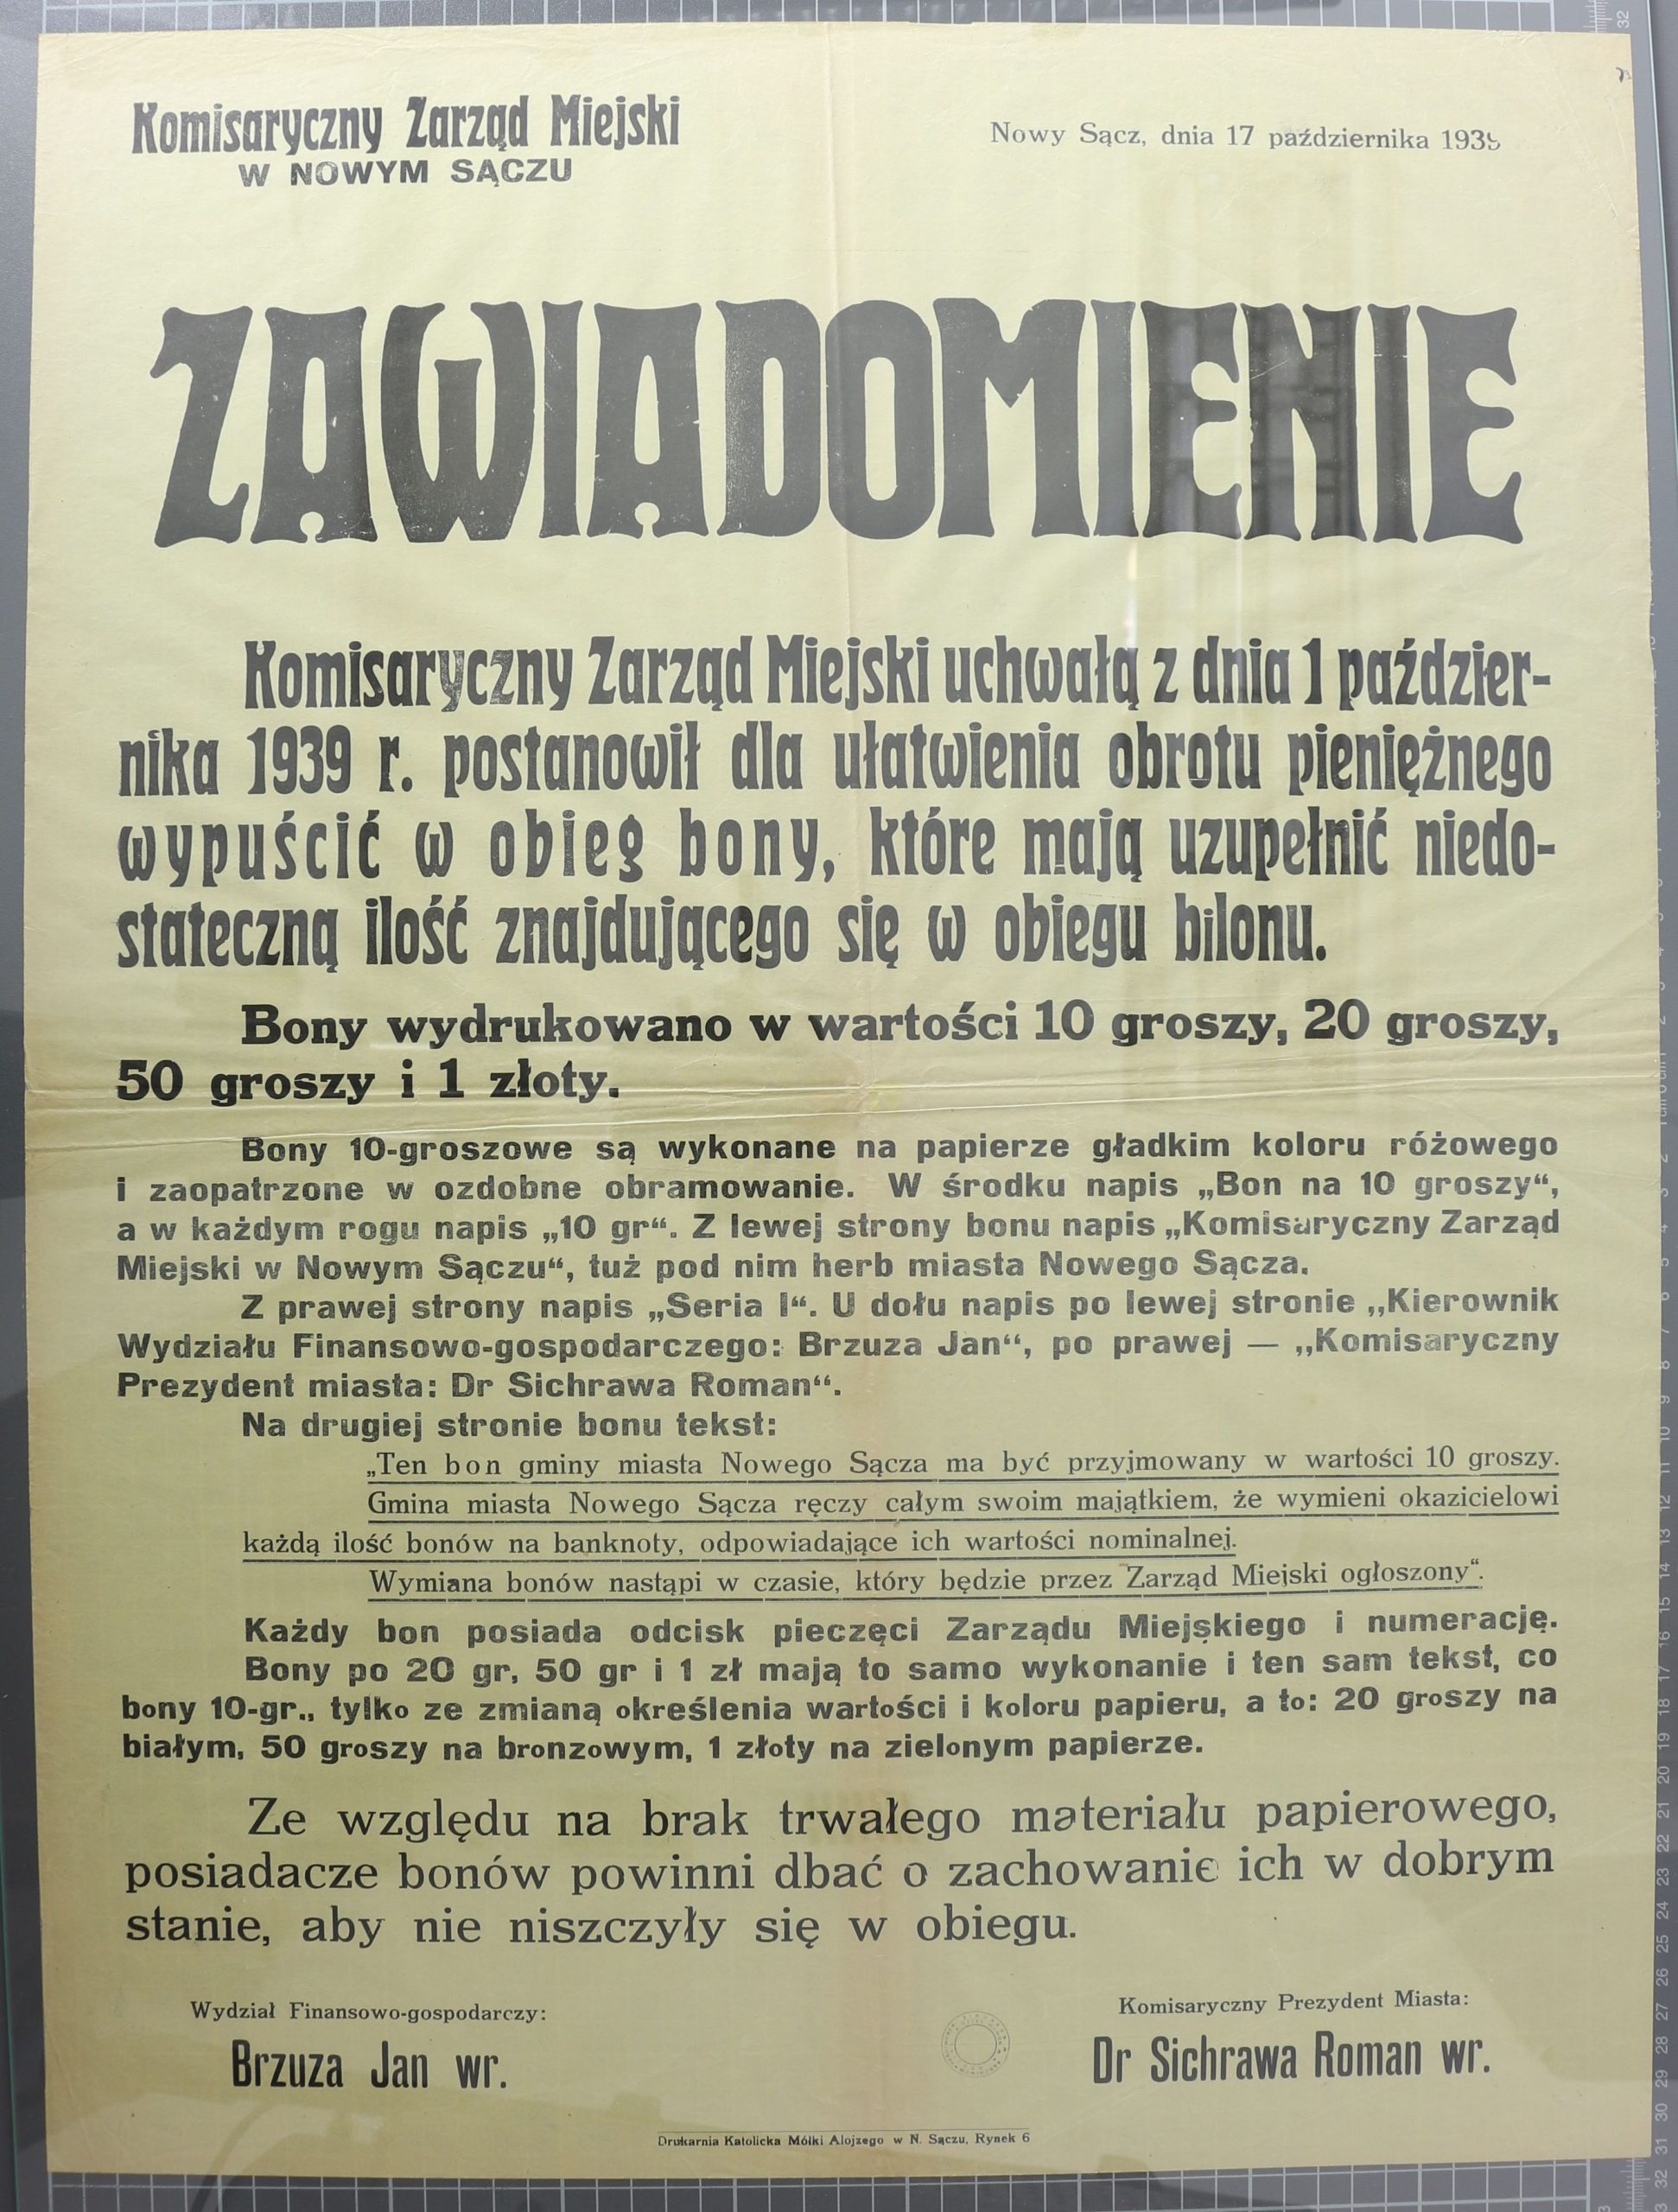 Komisaryczny Zarząd Miejski
W NOWYM SĄCZU
Nowy Sącz, dnia 17 października 1939
ZAWIADOMIENIE
Komisaryczny Zarząd Miejski uchwałą z dnia 1 paździer-
nika 1939 r. postanowił dla ułatwienia obrotu pieniężnego
wypuścić w obieg bony, które mają uzupełnić niedo-
stateczną ilość znajdującego się w obiegu bilonu.
Bony wydrukowano w wartości 10 groszy, 20 groszy,
50 groszy i 1 złoty.
Bony 10-groszowe są wykonane na papierze gładkim koloru różowego
i zaopatrzone w ozdobne obramowanie. W środku napis „Bon na 10 groszy“,
a w każdym rogu napis „10 gr“. Z lewej strony bonu napis „Komisaryczny Zarząd
Miejski w Nowym Sączu“, tuż pod nim herb miasta Nowego Sącza.
Z prawej strony napis „Seria I“. U dołu napis po lewej stronie ,,Kierownik
Wydziału Finansowo-gospodarczego: Brzuza Jan“, po prawej — ,,Komisaryczny
Prezydent miasta: Dr Sichrawa Roman“.
Na drugiej stronie bonu tekst:
„Ten bon gminy miasta Nowego Sącza ma być przyjmowany w wartości 10 groszy.
Gmina miasta Nowego Sącza ręczy całym swoim majątkiem, że wymieni okazicielowi
każdą ilość bonów na banknoty, odpowiadające ich wartości nominalnej.
Wymiana bonów nastąpi w czasie, który będzie przez Zarząd Miejski ogłoszony“.
Każdy bon posiada odcisk pieczęci Zarządu Miejskiego i numerację.
Bony po 20 gr, 50 gr i 1 zł mają to samo wykonanie i ten sam tekst, co
bony 10-gr., tylko ze zmianą określenia wartości i koloru papieru, a to: 20 groszy na
białym, 50 groszy na bronzowym, 1 złoty na zielonym papierze.
Ze względu na brak trwałego materiału papierowego,
posiadacze bonów powinni dbać o zachowanie ich w dobrym
stanie, aby nie niszczyły się w obiegu.
Wydział Finansowo-gospodarczy:
Brzuza Jan wr.
Komisaryczny Prezydent Miasta:
Dr Sichrawa Roman wr.
Drukarnia Katolicka Mółki Alojzego w N. Sączu, Rynek 6